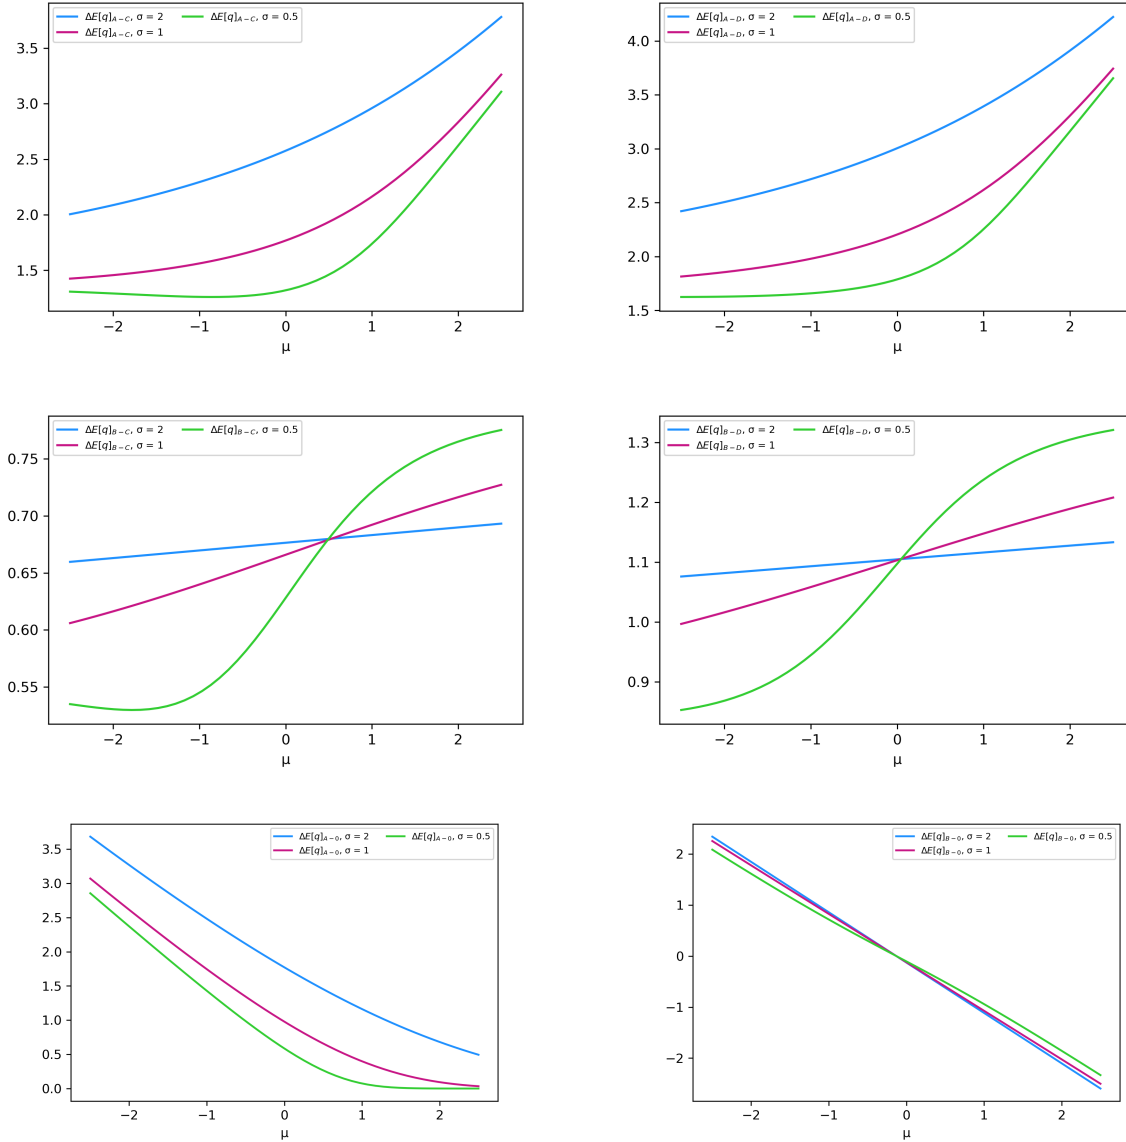 ΔE[q]A−C, σ = 2 ΔE[q]A−C, σ = 0.5
ΔE[q]A−C, σ = 1
3.5
3.0
2.5
2.0
1.5
−2 −1 0 1 2
μ
ΔE[q]A−D, σ = 2 ΔE[q]A−D, σ = 0.5
ΔE[q]A−D, σ = 1
4.0
3.5
3.0
2.5
2.0
1.5
−2 −1 0 1 2
μ
ΔE[q]B−C, σ = 2 ΔE[q]B−C, σ = 0.5
ΔE[q]B−C, σ = 1
0.75
0.70
0.65
0.60
0.55
−2 −1 0 1 2
μ
ΔE[q]B−D, σ = 2 ΔE[q]B−D, σ = 0.5
ΔE[q]B−D, σ = 1
1.3
1.2
1.1
1.0
0.9
−2 −1 0 1 2
μ
ΔE[q]A−0, σ = 2 ΔE[q]A−0, σ = 0.5
ΔE[q]A−0, σ = 1
3.5
3.0
2.5
2.0
1.5
1.0
0.5
0.0
−2 −1 0 1 2
μ
ΔE[q]B−0, σ = 2 ΔE[q]B−0, σ = 0.5
ΔE[q]B−0, σ = 1
2
1
0
−1
−2
−2 −1 0 1 2
μ